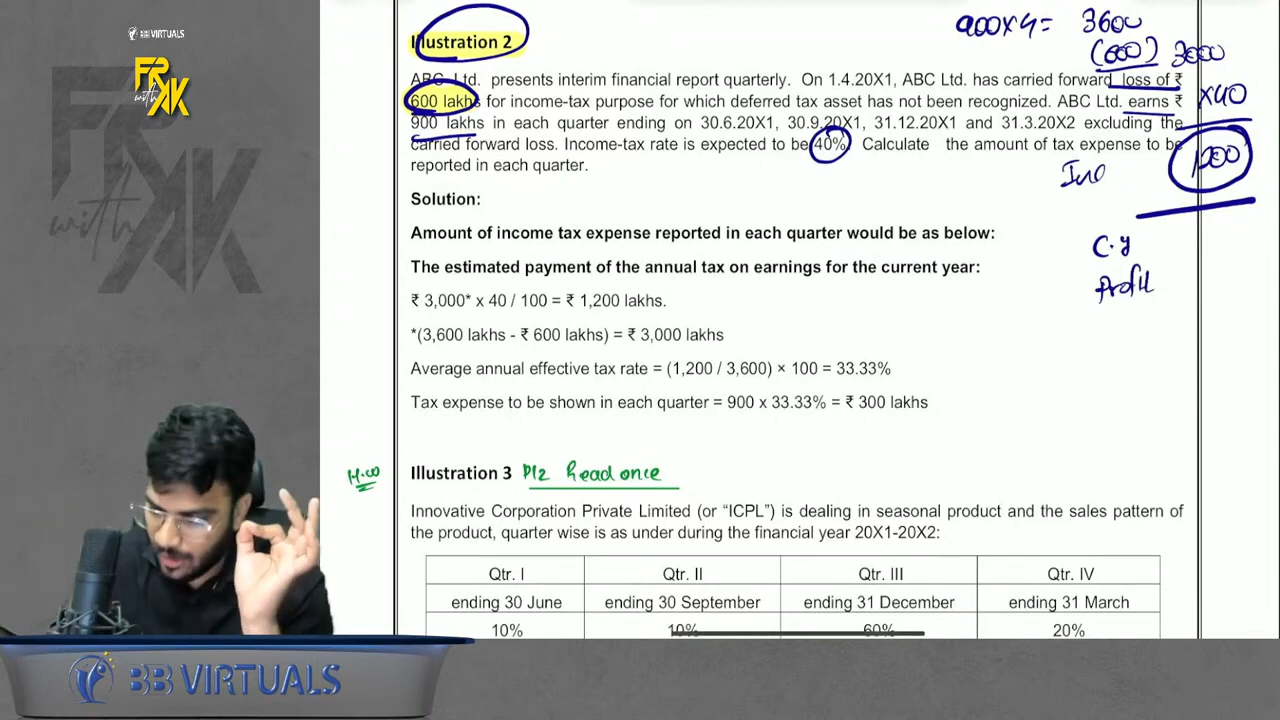 BB VIRTUALS
FR
with
AK
Illustration 2
900x4= 3600
(600) 3000
x40
1200
ABC Ltd. presents interim financial report quarterly. On 1.4.20X1, ABC Ltd. has carried forward loss of ₹
600 lakhs for income-tax purpose for which deferred tax asset has not been recognized. ABC Ltd. earns ₹
900 lakhs in each quarter ending on 30.6.20X1, 30.9.20X1, 31.12.20X1 and 31.3.20X2 excluding the
carried forward loss. Income-tax rate is expected to be 40%. Calculate the amount of tax expense to be
reported in each quarter.
Solution:
Amount of income tax expense reported in each quarter would be as below:
C.y
Profit
The estimated payment of the annual tax on earnings for the current year:
₹ 3,000* x 40 / 100 = ₹ 1,200 lakhs.
*(3,600 lakhs - ₹ 600 lakhs) = ₹ 3,000 lakhs
Average annual effective tax rate = (1,200 / 3,600) × 100 = 33.33%
Tax expense to be shown in each quarter = 900 x 33.33% = ₹ 300 lakhs
H.W
Illustration 3 Plz Read once
Innovative Corporation Private Limited (or “ICPL”) is dealing in seasonal product and the sales pattern of
the product, quarter wise is as under during the financial year 20X1-20X2:
Qtr. I Qtr. II Qtr. III Qtr. IV
ending 30 June ending 30 September ending 31 December ending 31 March
10% 10% 60% 20%
BB VIRTUALS